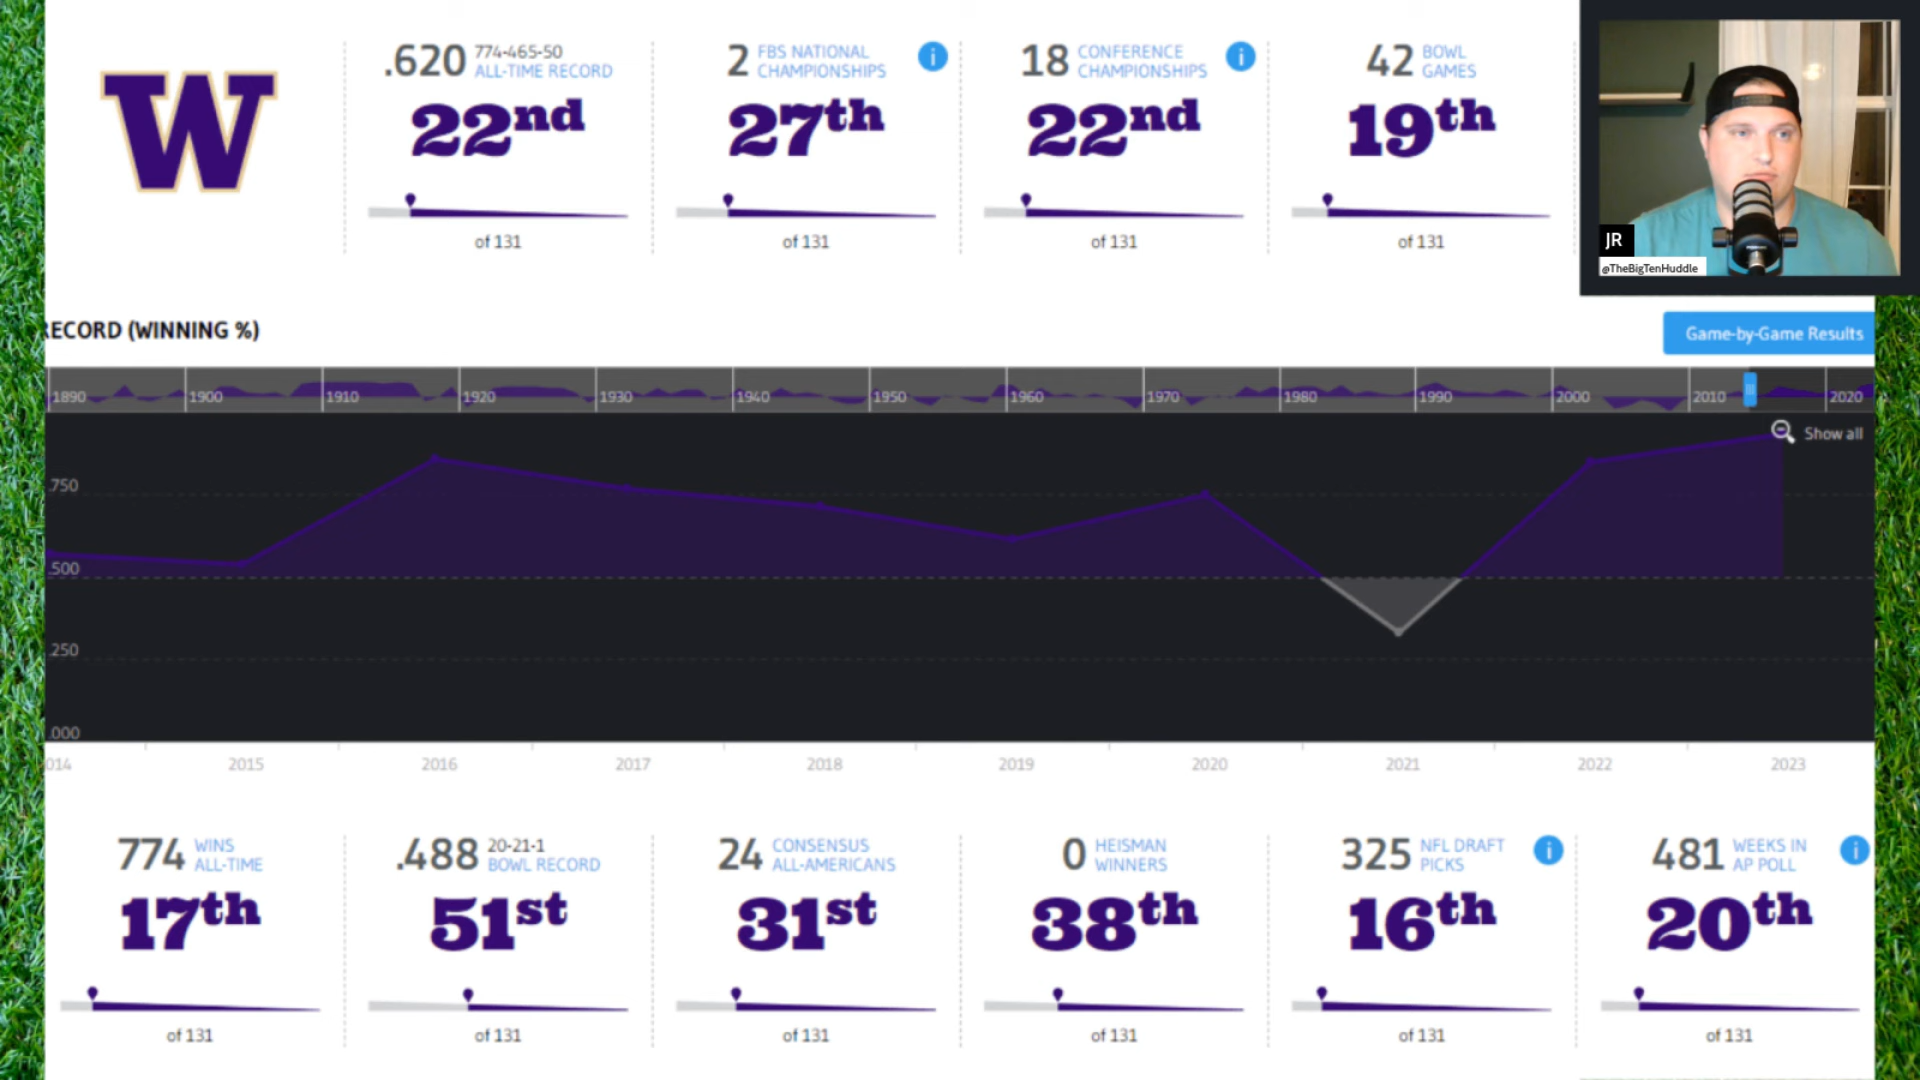 W
.620 774-465-50
ALL-TIME RECORD
22nd
of 131
2 FBS NATIONAL
CHAMPIONSHIPS
i
27th
of 131
18 CONFERENCE
CHAMPIONSHIPS
i
22nd
of 131
42 BOWL
GAMES
19th
of 131
JR
@TheBigTenHuddle
RECORD (WINNING %)
Game-by-Game Results
1890 1900 1910 1920 1930 1940 1950 1960 1970 1980 1990 2000 2010 2020
Show all
.750
.500
.250
.000
014 2015 2016 2017 2018 2019 2020 2021 2022 2023
774 WINS
ALL-TIME
17th
of 131
.488 20-21-1
BOWL RECORD
51st
of 131
24 CONSENSUS
ALL-AMERICANS
31st
of 131
0 HEISMAN
WINNERS
38th
of 131
325 NFL DRAFT
PICKS
i
16th
of 131
481 WEEKS IN
AP POLL
i
20th
of 131